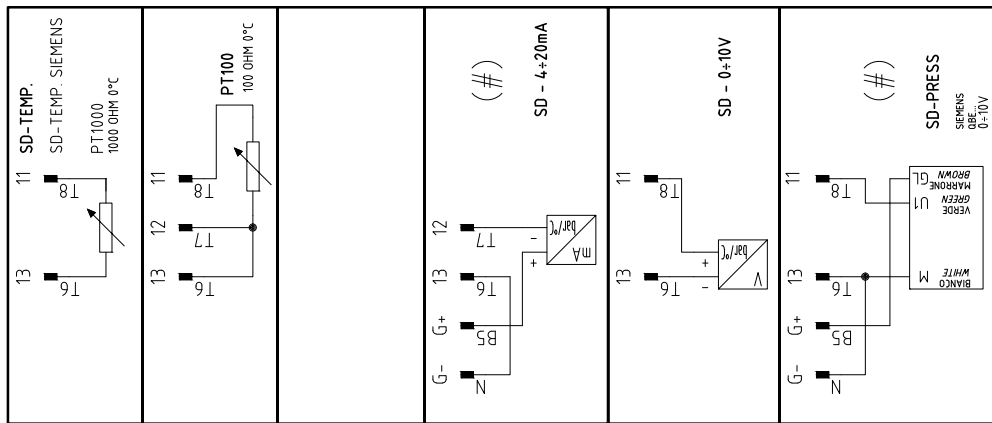 SD-TEMP.
SD-TEMP. SIEMENS
PT1000
1000 OHM 0°C
11
T8
13
T6
PT100
100 OHM 0°C
11
T8
12
T7
13
T6
(#)
SD - 4÷20mA
12
T7
13
T6
G+
B5
G-
N
-
+
bar/°C
mA
SD - 0÷10V
11
T8
13
T6
+
-
bar/°C
V
(#)
SD-PRESS
SIEMENS
QBE...
0÷10V
11
T8
13
T6
G+
B5
G-
N
GL
MARRONE
BROWN
U1
VERDE
GREEN
M
BIANCO
WHITE